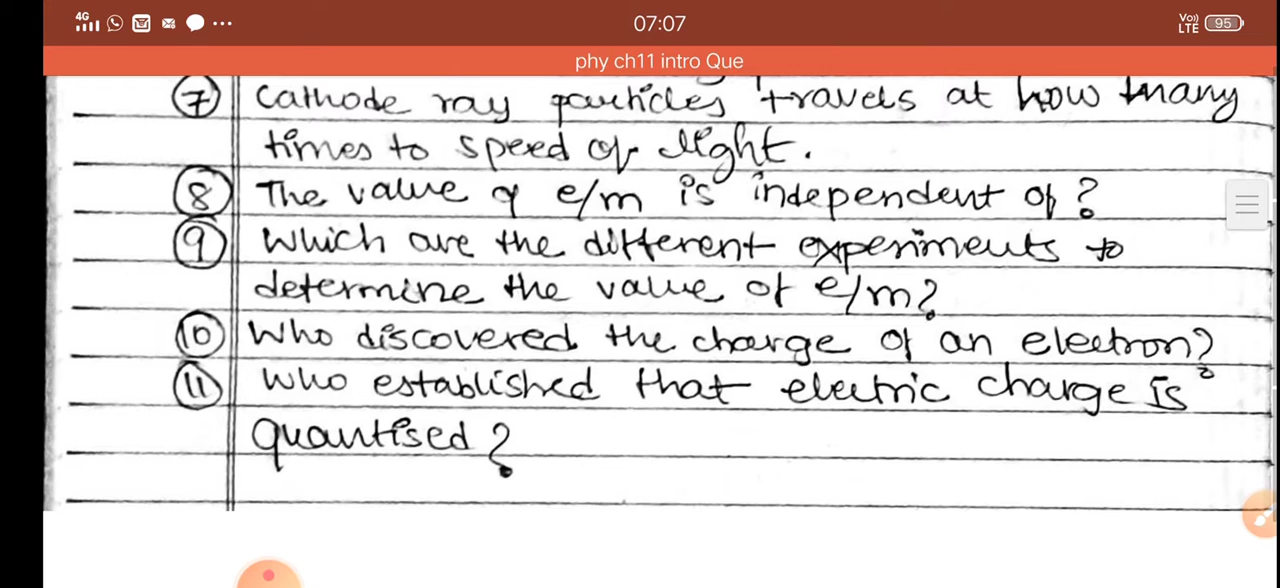 4G
07:07
Vo)) LTE 95
phy ch11 intro Que
7 Cathode ray particles travels at how many
times to speed of light.
8 The value of e/m is independent of?
9 Which are the different experiments to
determine the value of e/m?
10 Who discovered the charge of an electron?
11 Who established that electric charge is
quantised?